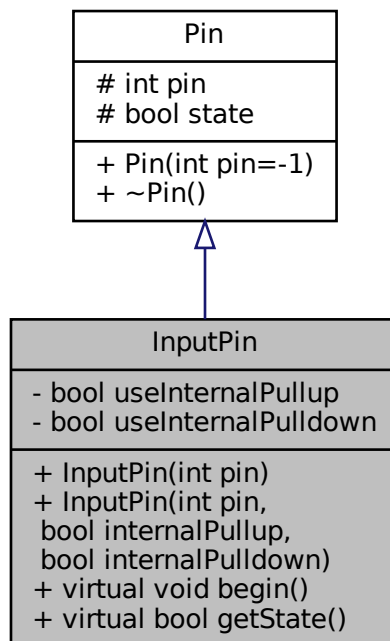 Pin
# int pin
# bool state
+ Pin(int pin=-1)
+ ~Pin()
InputPin
- bool useInternalPullup
- bool useInternalPulldown
+ InputPin(int pin)
+ InputPin(int pin,
bool internalPullup,
bool internalPulldown)
+ virtual void begin()
+ virtual bool getState()